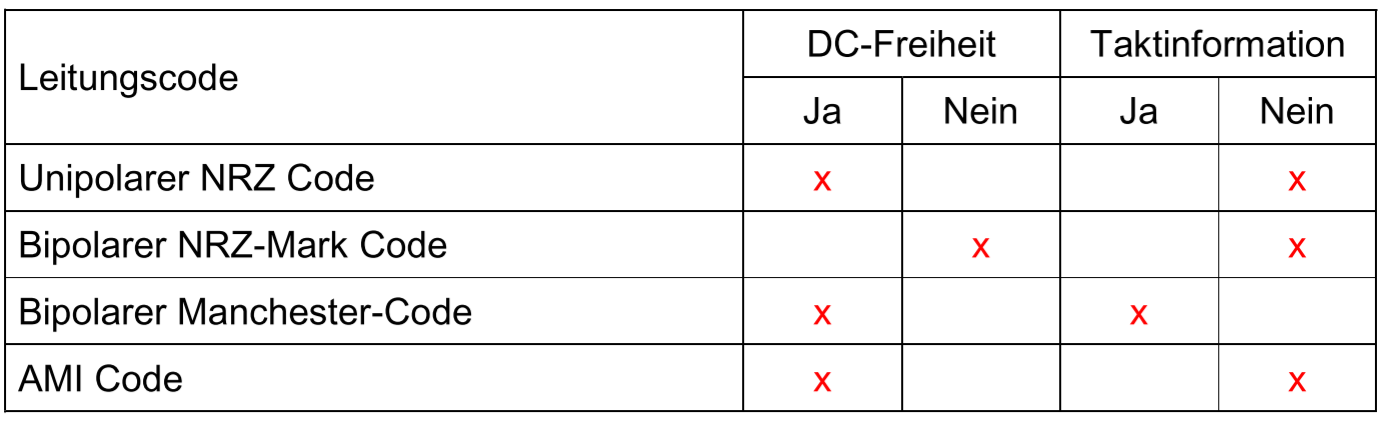 Leitungscode DC-Freiheit Taktinformation
Ja Nein Ja Nein
Unipolarer NRZ Code x x
Bipolarer NRZ-Mark Code x x
Bipolarer Manchester-Code x x
AMI Code x x